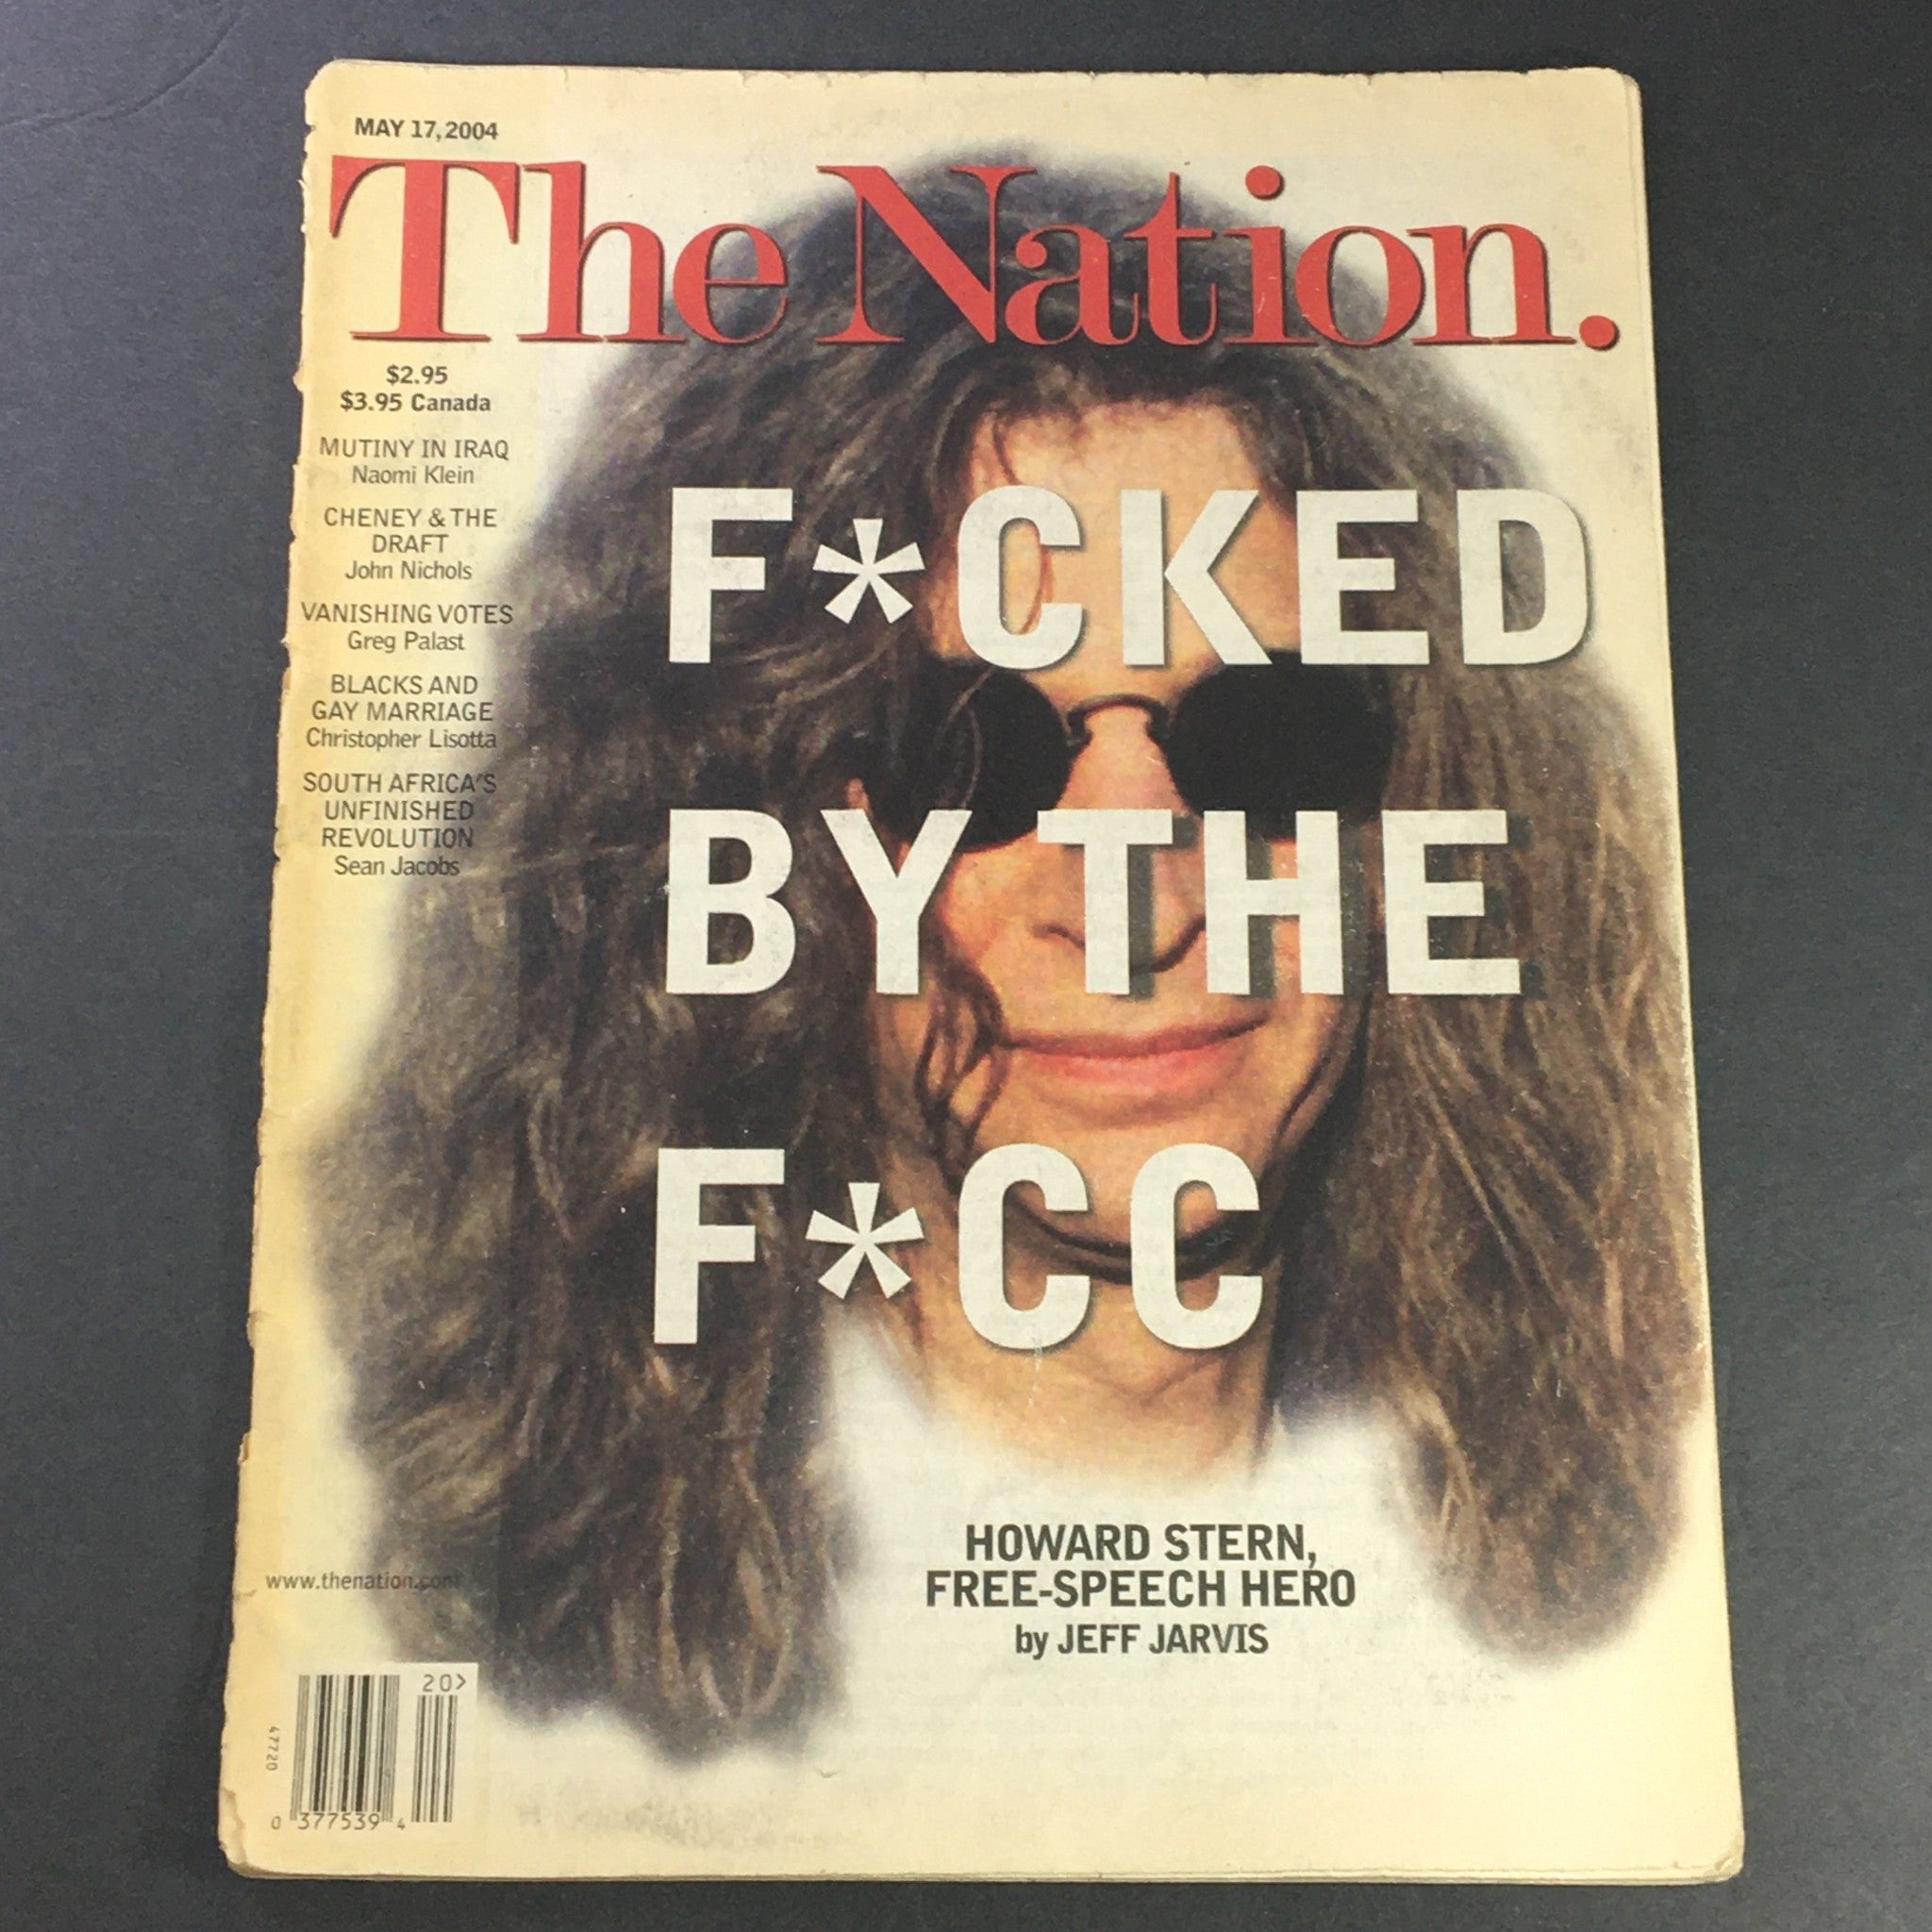 MAY 17, 2004
The Nation.
$2.95
$3.95 Canada
MUTINY IN IRAQ
Naomi Klein
CHENEY & THE
DRAFT
John Nichols
VANISHING VOTES
Greg Palast
BLACKS AND
GAY MARRIAGE
Christopher Lisotta
SOUTH AFRICA'S
UNFINISHED
REVOLUTION
Sean Jacobs
F*CKED
BY THE
F*CC
HOWARD STERN,
FREE-SPEECH HERO
by JEFF JARVIS
www.thenation.com
20>
47720
0 377539 4